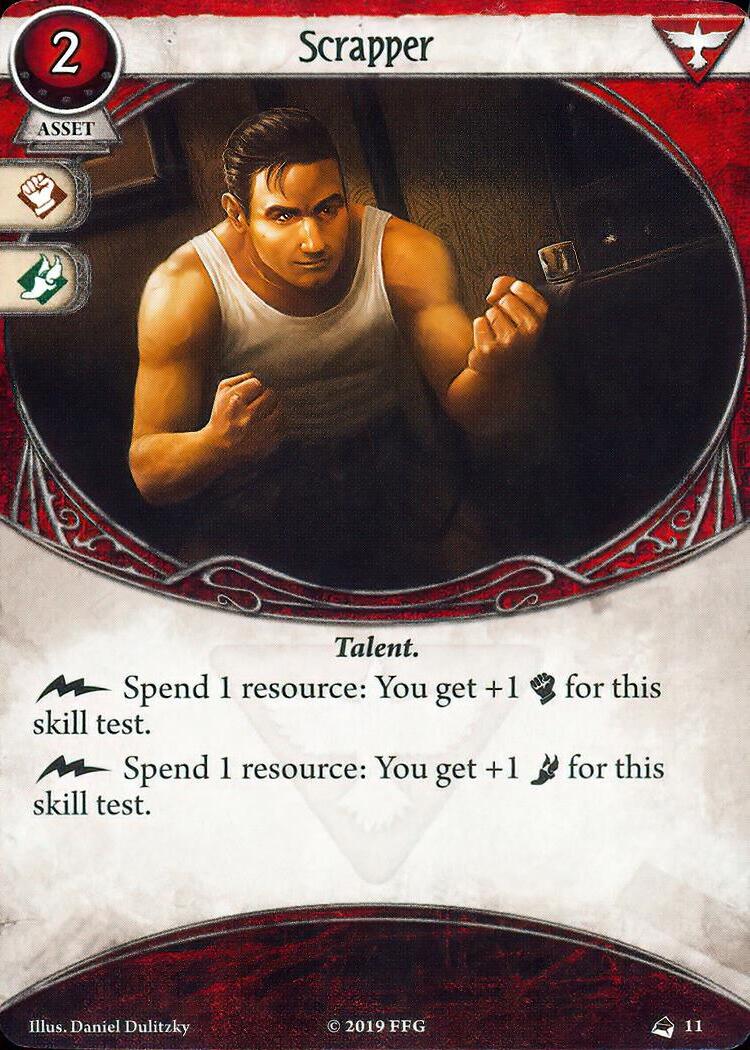 2
Scrapper
ASSET
Talent.
Spend 1 resource: You get +1 for this
skill test.
Spend 1 resource: You get +1 for this
skill test.
Illus. Daniel Dulitzky
© 2019 FFG
11